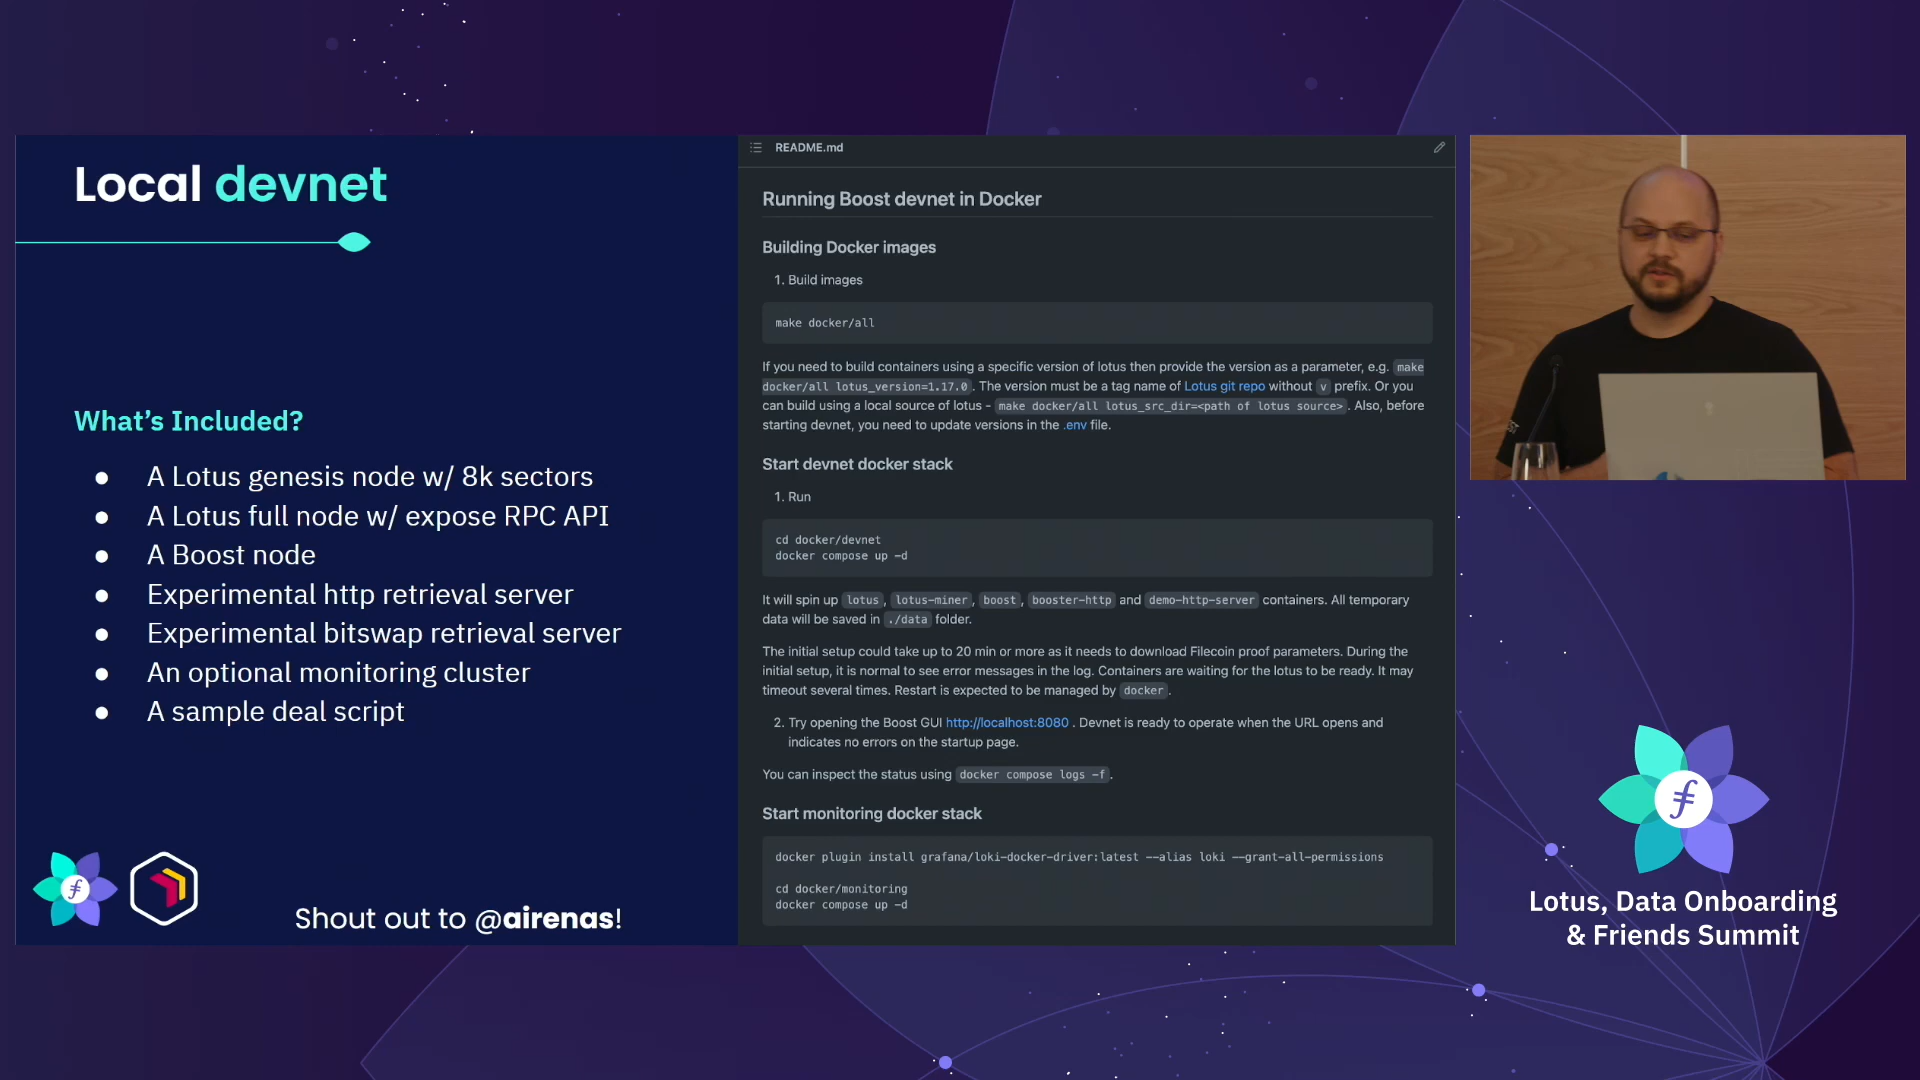 Local devnet
What's Included?
● A Lotus genesis node w/ 8k sectors
● A Lotus full node w/ expose RPC API
● A Boost node
● Experimental http retrieval server
● Experimental bitswap retrieval server
● An optional monitoring cluster
● A sample deal script
Shout out to @airenas!
README.md
Running Boost devnet in Docker
Building Docker images
1. Build images
make docker/all
If you need to build containers using a specific version of lotus then provide the version as a parameter, e.g. make
docker/all lotus_version=1.17.0 . The version must be a tag name of Lotus git repo without v prefix. Or you
can build using a local source of lotus - make docker/all lotus_src_dir=<path of lotus source> . Also, before
starting devnet, you need to update versions in the .env file.
Start devnet docker stack
1. Run
cd docker/devnet
docker compose up -d
It will spin up lotus , lotus-miner , boost , booster-http and demo-http-server containers. All temporary
data will be saved in ./data folder.
The initial setup could take up to 20 min or more as it needs to download Filecoin proof parameters. During the
initial setup, it is normal to see error messages in the log. Containers are waiting for the lotus to be ready. It may
timeout several times. Restart is expected to be managed by docker .
2. Try opening the Boost GUI http://localhost:8080 . Devnet is ready to operate when the URL opens and
indicates no errors on the startup page.
You can inspect the status using docker compose logs -f .
Start monitoring docker stack
docker plugin install grafana/loki-docker-driver:latest --alias loki --grant-all-permissions
cd docker/monitoring
docker compose up -d
Lotus, Data Onboarding
& Friends Summit